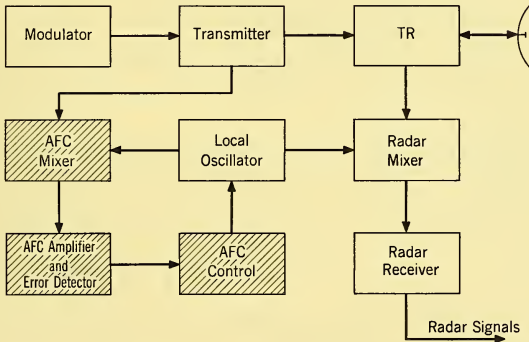 Modulator
Transmitter
TR
AFC
Mixer
Local
Oscillator
Radar
Mixer
AFC Amplifier
and
Error Detector
AFC
Control
Radar
Receiver
Radar Signals